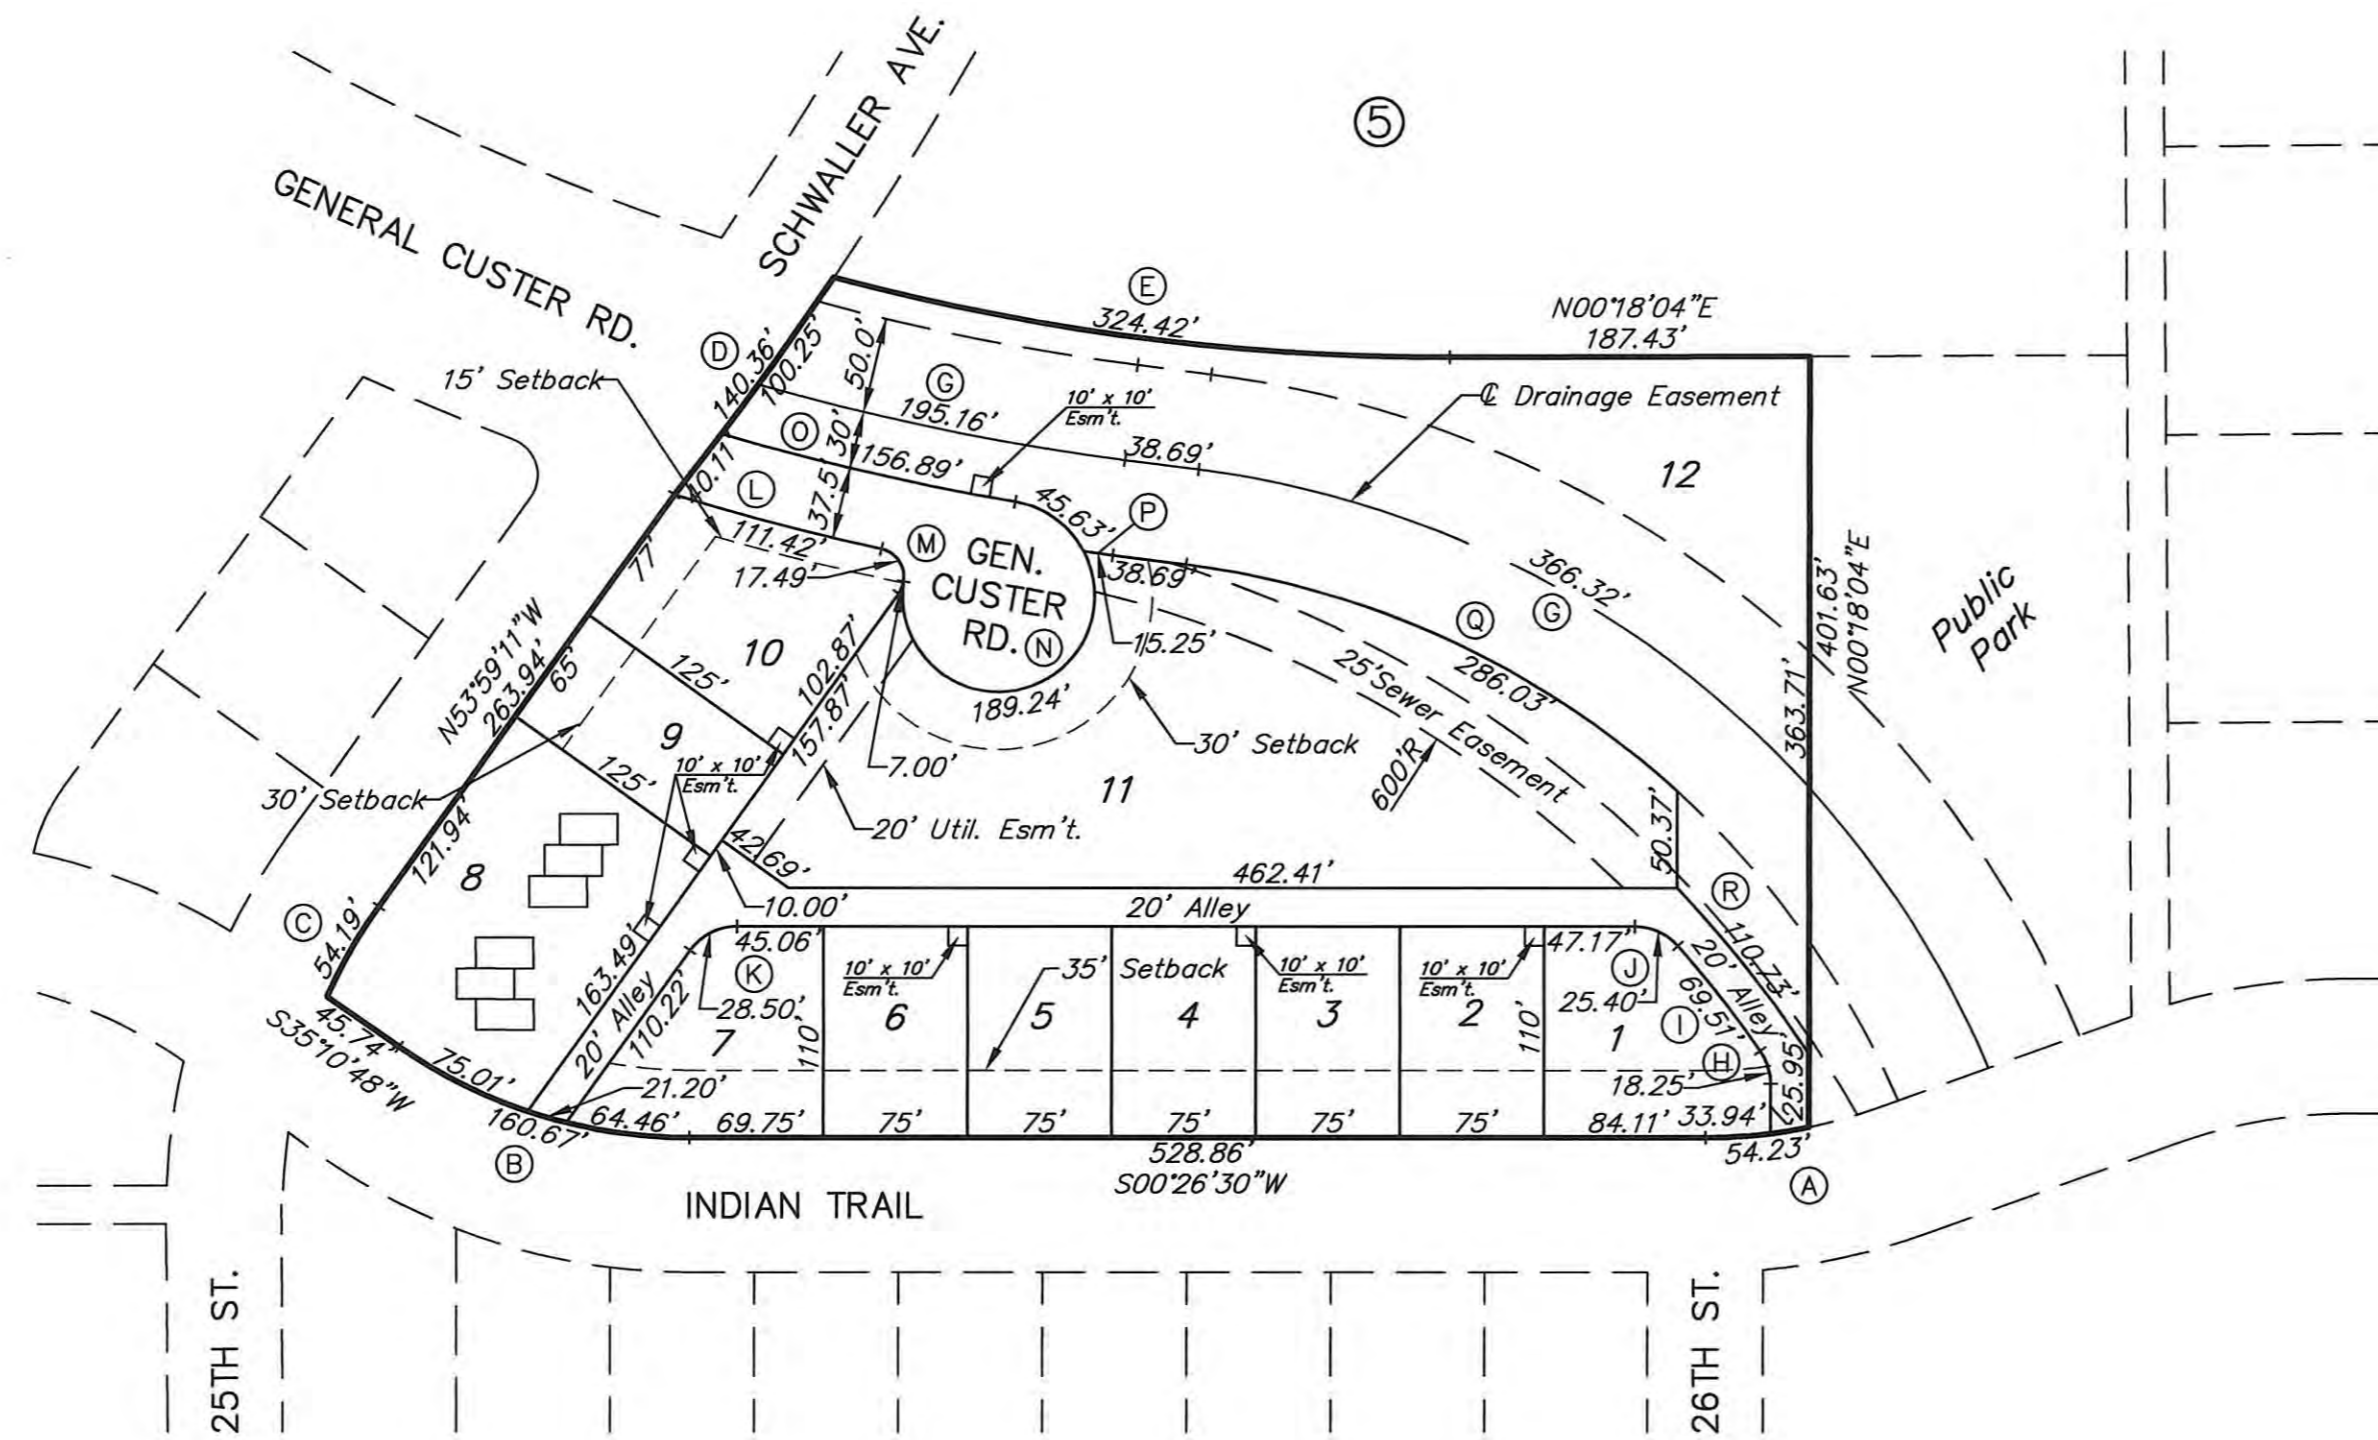 SCHWALLER AVE.
5
GENERAL CUSTER RD.
E
324.42'
N00°18'04"E
187.43'
D
140.36'
100.25'
50.0'
15' Setback
G
195.16'
10' x 10'
Esm't.
℄ Drainage Easement
O
30'
156.89'
38.69'
12
40.11'
L
37.5'
45.63'
P
111.42'
17.49'
M
GEN.
CUSTER
RD.
N
38.69'
366.32'
G
401.63'
N00°18'04"E
Public
Park
77'
10
102.87'
15.25'
Q
286.03'
25' Sewer Easement
363.71'
N53°59'11"W
263.94'
65'
125'
157.87'
189.24'
30' Setback
9
10' x 10'
Esm't.
7.00'
600'R
30' Setback
125'
11
20' Util. Esm't.
50.37'
121.94'
8
42.69'
462.41'
R
110.73'
10.00'
20' Alley
C
54.19'
163.49'
20' Alley
45.06'
K
28.50'
110.22'
10' x 10'
Esm't.
35' Setback
10' x 10'
Esm't.
10' x 10'
Esm't.
47.17'
J
25.40'
20' Alley
69.51'
I
H
18.25'
25.95'
7
110'
6
5
4
3
2
110'
1
45.74'
S35°10'48"W
75.01'
21.20'
160.67'
B
64.46'
69.75'
75'
75'
75'
75'
75'
84.11'
33.94'
528.86'
S00°26'30"W
54.23'
A
INDIAN TRAIL
25TH ST.
26TH ST.